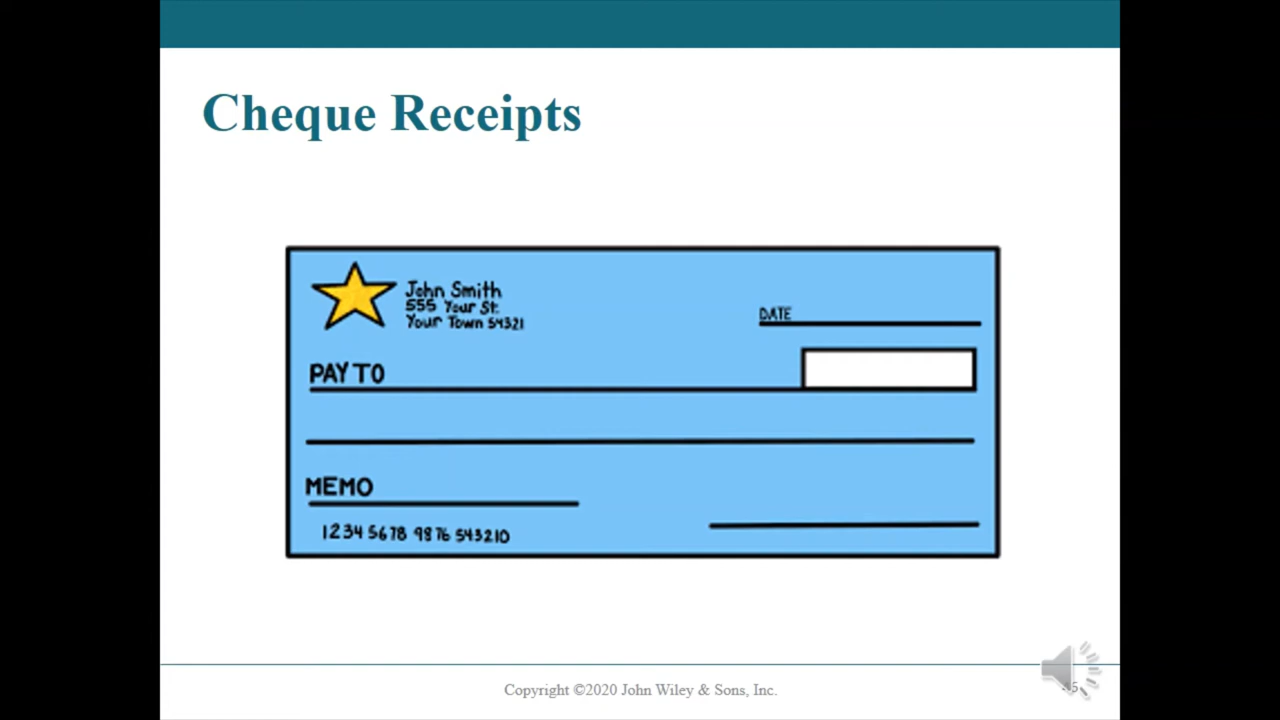 Cheque Receipts
John Smith
555 Your St.
Your Town 54321
DATE
PAY TO
MEMO
1234 5678 9876 543210
Copyright ©2020 John Wiley & Sons, Inc.